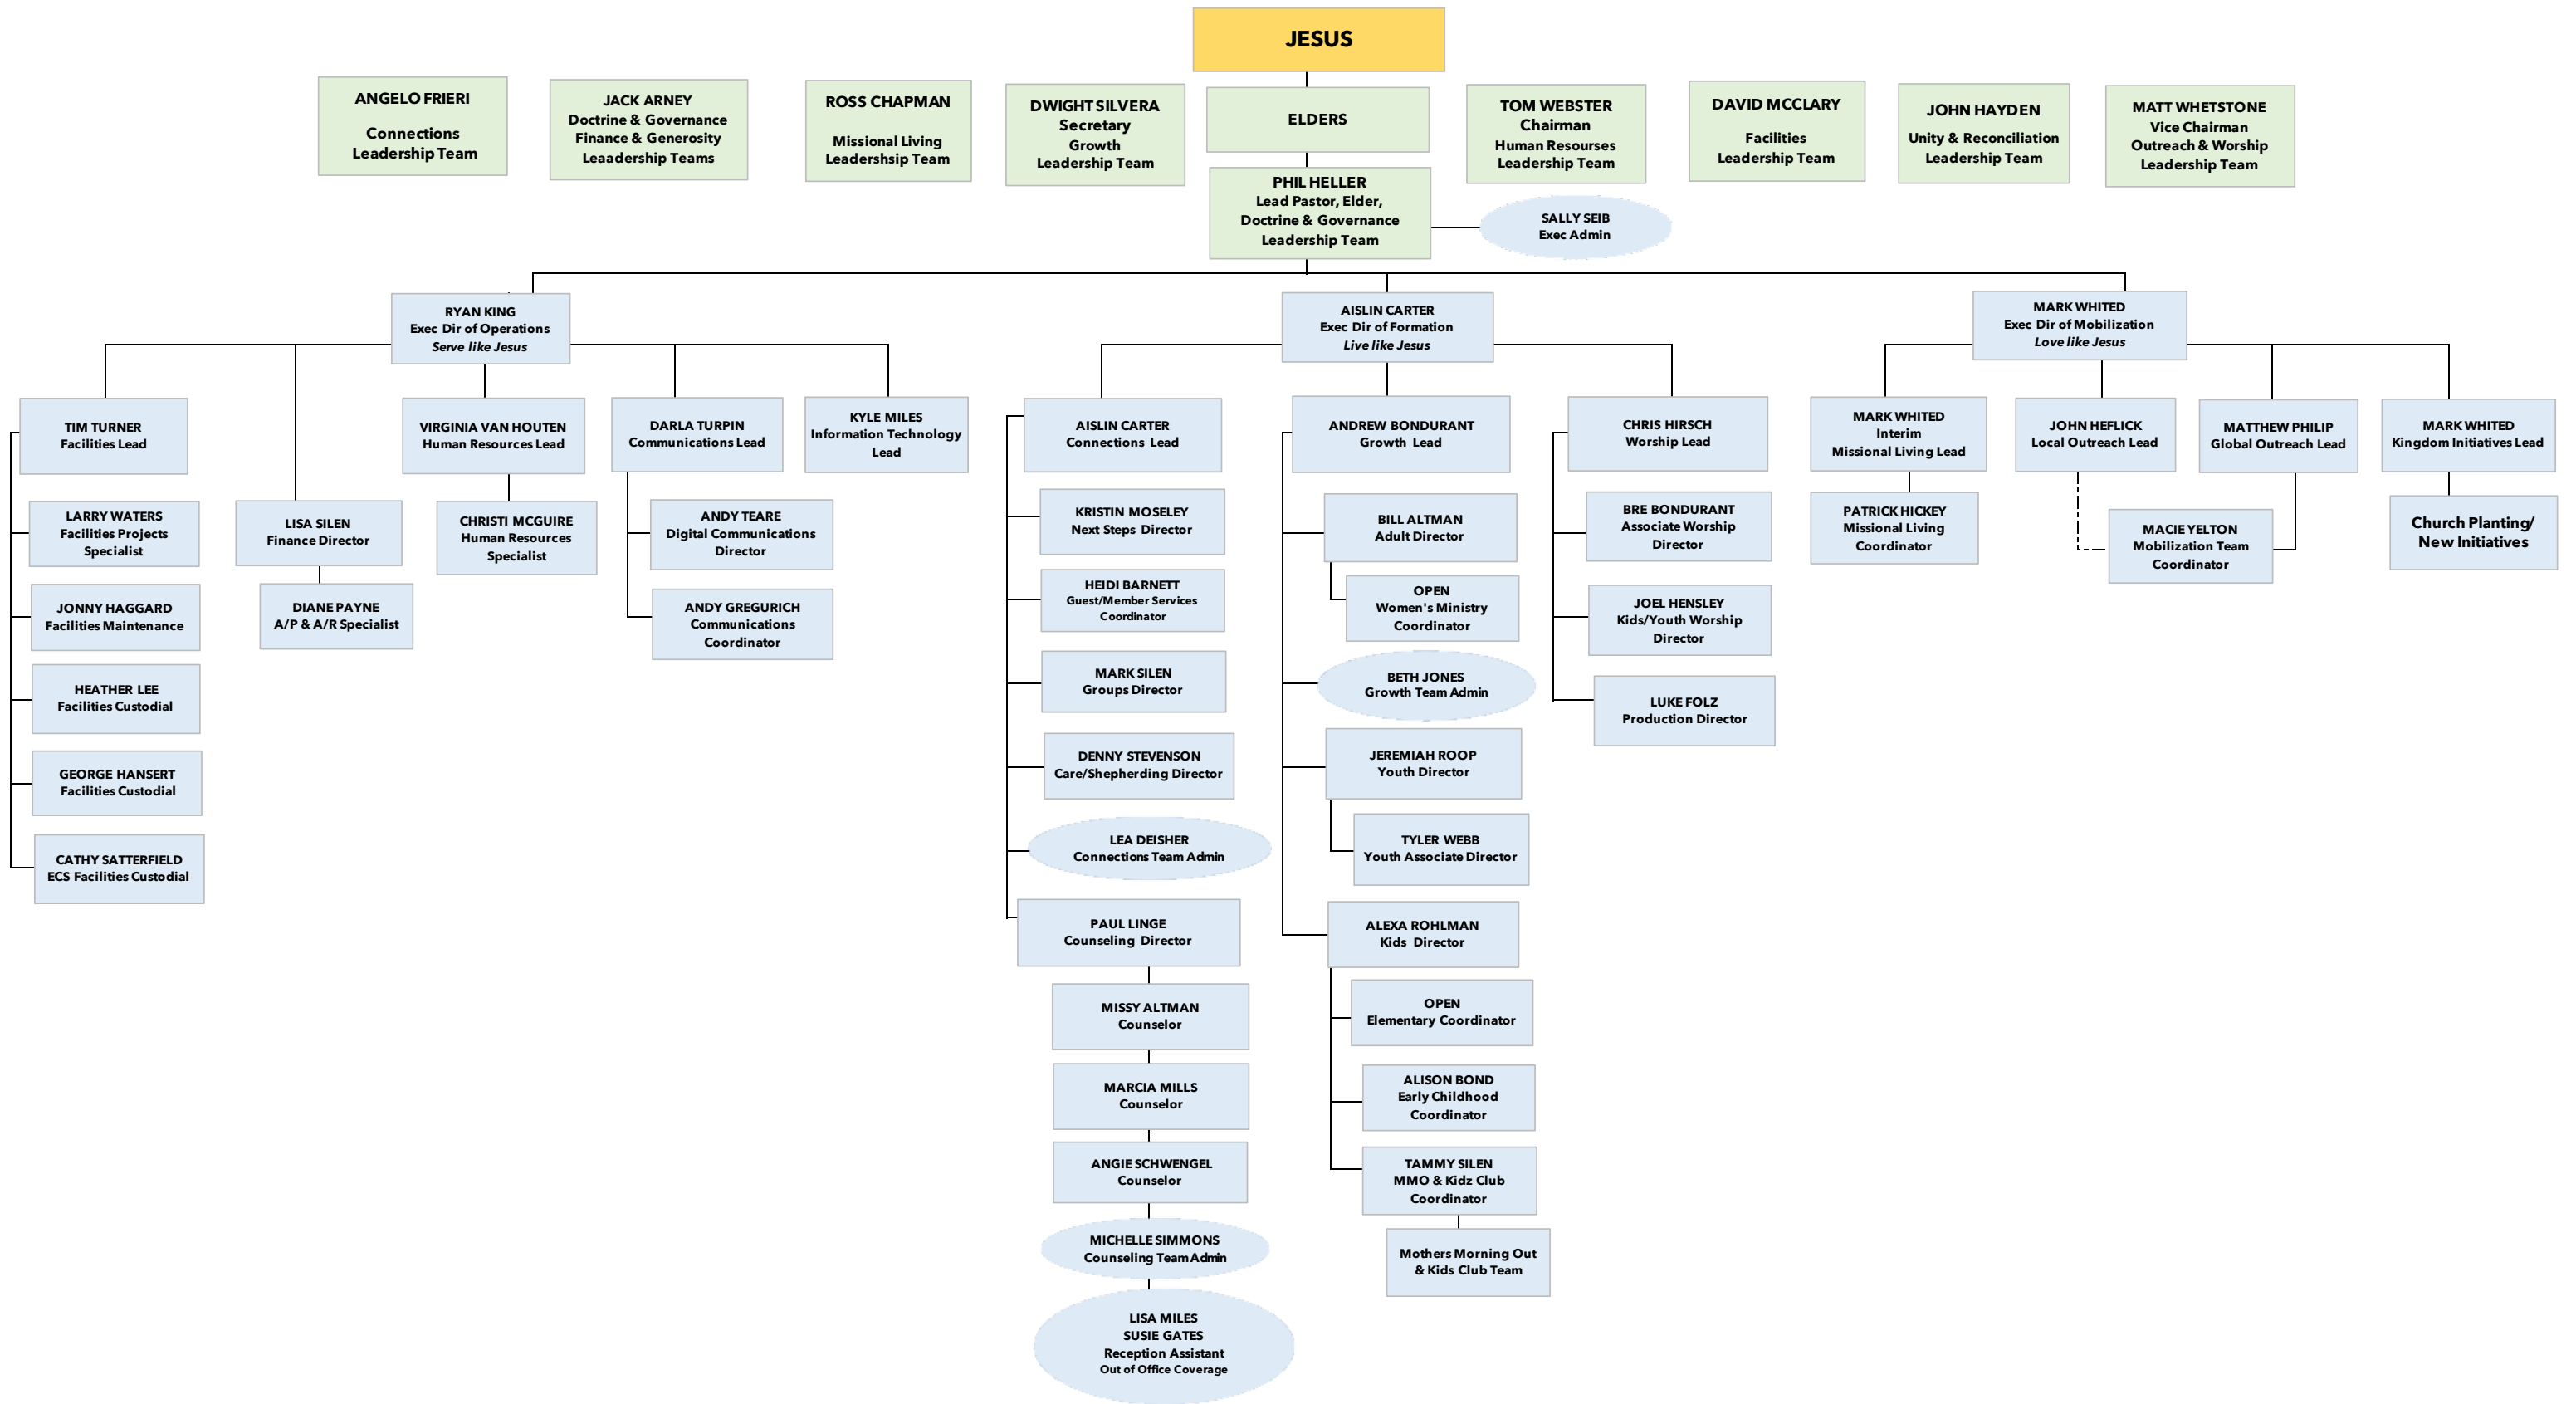 JESUS
ANGELO FRIERI
Connections
Leadership Team
JACK ARNEY
Doctrine & Governance
Finance & Generosity
Leaadership Teams
ROSS CHAPMAN
Missional Living
Leadershsip Team
DWIGHT SILVERA
Secretary
Growth
Leadership Team
ELDERS
TOM WEBSTER
Chairman
Human Resourses
Leadership Team
DAVID MCCLARY
Facilities
Leadership Team
JOHN HAYDEN
Unity & Reconciliation
Leadership Team
MATT WHETSTONE
Vice Chairman
Outreach & Worship
Leadership Team
PHIL HELLER
Lead Pastor, Elder,
Doctrine & Governance
Leadership Team
SALLY SEIB
Exec Admin
RYAN KING
Exec Dir of Operations
Serve like Jesus
AISLIN CARTER
Exec Dir of Formation
Live like Jesus
MARK WHITED
Exec Dir of Mobilization
Love like Jesus
TIM TURNER
Facilities Lead
LARRY WATERS
Facilities Projects
Specialist
JONNY HAGGARD
Facilities Maintenance
HEATHER LEE
Facilities Custodial
GEORGE HANSERT
Facilities Custodial
CATHY SATTERFIELD
ECS Facilities Custodial
LISA SILEN
Finance Director
DIANE PAYNE
A/P & A/R Specialist
VIRGINIA VAN HOUTEN
Human Resources Lead
CHRISTI MCGUIRE
Human Resources
Specialist
DARLA TURPIN
Communications Lead
ANDY TEARE
Digital Communications
Director
ANDY GREGURICH
Communications
Coordinator
KYLE MILES
Information Technology
Lead
AISLIN CARTER
Connections Lead
KRISTIN MOSELEY
Next Steps Director
HEIDI BARNETT
Guest/Member Services
Coordinator
MARK SILEN
Groups Director
DENNY STEVENSON
Care/Shepherding Director
LEA DEISHER
Connections Team Admin
PAUL LINGE
Counseling Director
MISSY ALTMAN
Counselor
MARCIA MILLS
Counselor
ANGIE SCHWENGEL
Counselor
MICHELLE SIMMONS
Counseling Team Admin
LISA MILES
SUSIE GATES
Reception Assistant
Out of Office Coverage
ANDREW BONDURANT
Growth Lead
BILL ALTMAN
Adult Director
OPEN
Women's Ministry
Coordinator
BETH JONES
Growth Team Admin
JEREMIAH ROOP
Youth Director
TYLER WEBB
Youth Associate Director
ALEXA ROHLMAN
Kids Director
OPEN
Elementary Coordinator
ALISON BOND
Early Childhood
Coordinator
TAMMY SILEN
MMO & Kidz Club
Coordinator
Mothers Morning Out
& Kids Club Team
CHRIS HIRSCH
Worship Lead
BRE BONDURANT
Associate Worship
Director
JOEL HENSLEY
Kids/Youth Worship
Director
LUKE FOLZ
Production Director
MARK WHITED
Interim
Missional Living Lead
PATRICK HICKEY
Missional Living
Coordinator
JOHN HEFLICK
Local Outreach Lead
MATTHEW PHILIP
Global Outreach Lead
MACIE YELTON
Mobilization Team
Coordinator
MARK WHITED
Kingdom Initiatives Lead
Church Planting/
New Initiatives